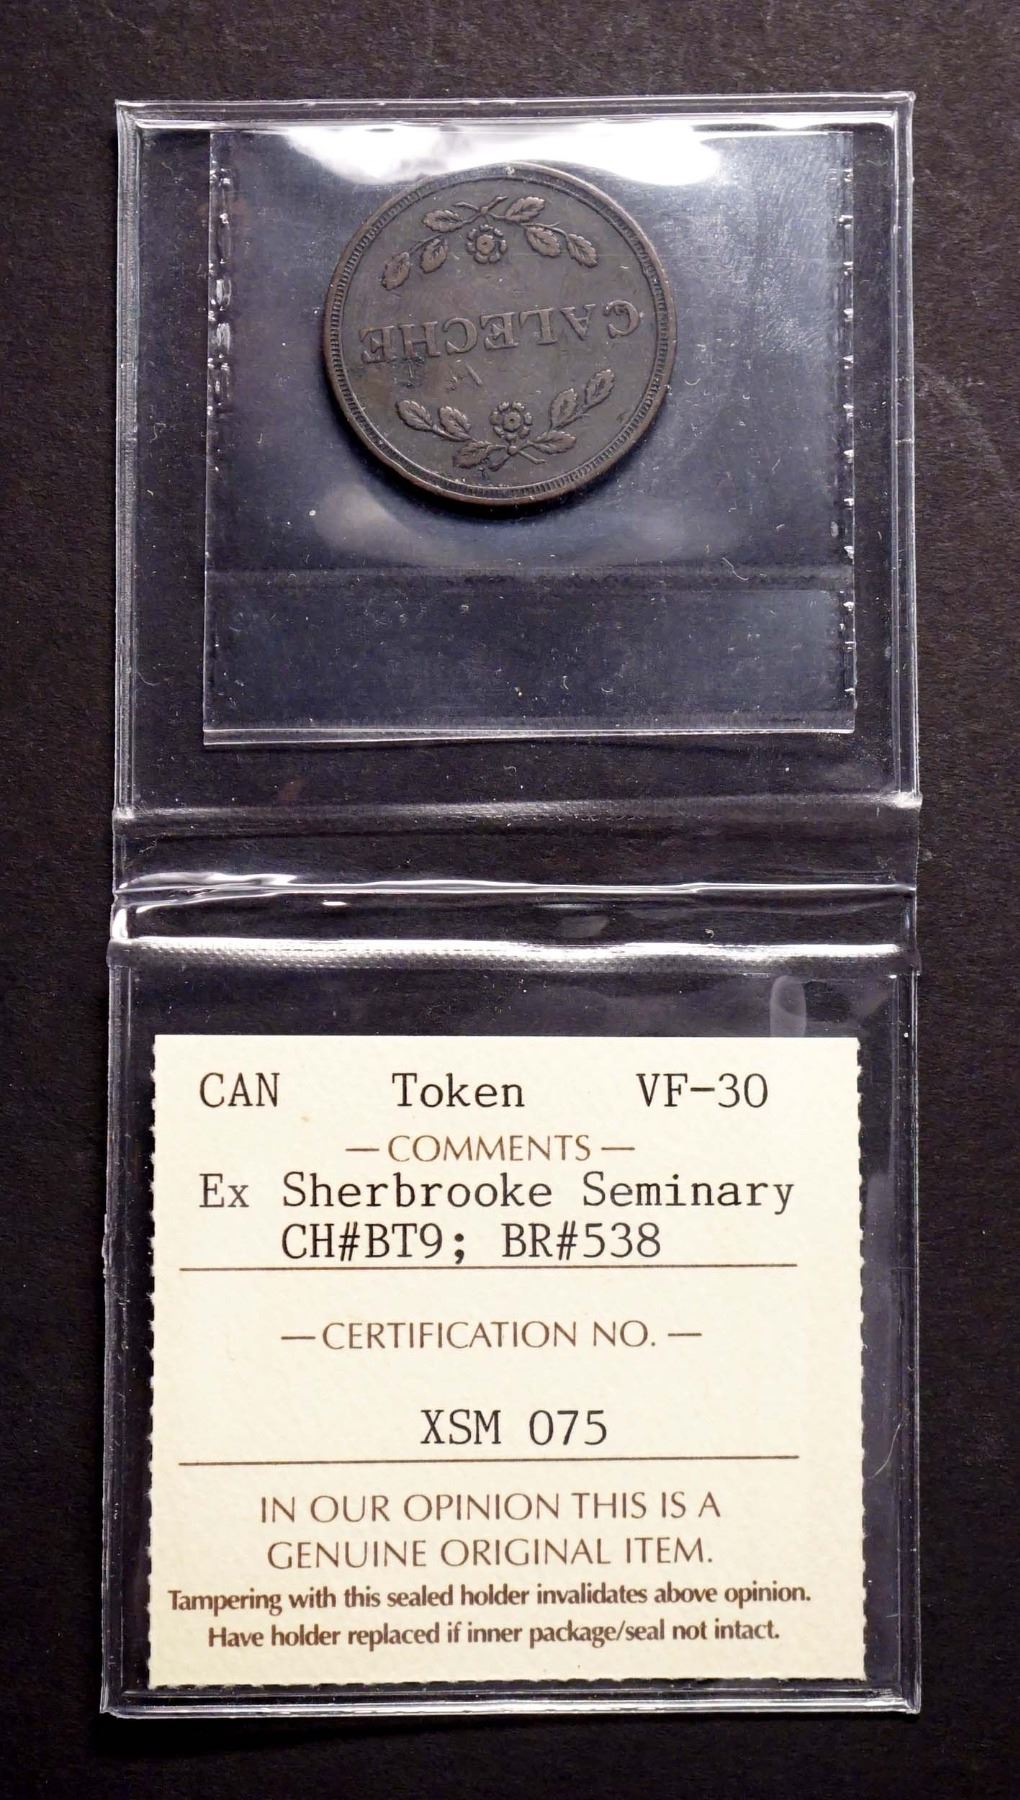 CALECHE
CAN Token VF-30
— COMMENTS —
Ex Sherbrooke Seminary
CH#BT9; BR#538
— CERTIFICATION NO. —
XSM 075
IN OUR OPINION THIS IS A
GENUINE ORIGINAL ITEM.
Tampering with this sealed holder invalidates above opinion.
Have holder replaced if inner package/seal not intact.